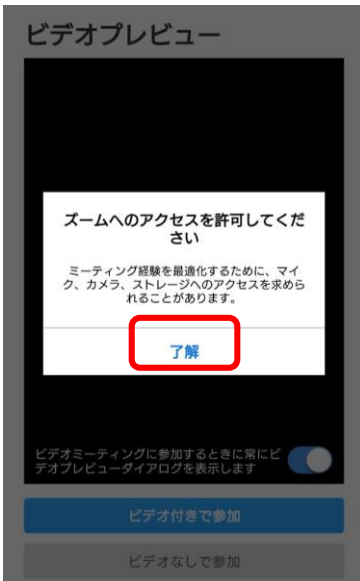 ビデオプレビュー
ズームへのアクセスを許可してくだ
さい
ミーティング経験を最適化するために、マイ
ク、カメラ、ストレージへのアクセスを求めら
れることがあります。
了解
ビデオミーティングに参加するときに常にビ
デオプレビューダイアログを表示します
ビデオ付きで参加
ビデオなしで参加